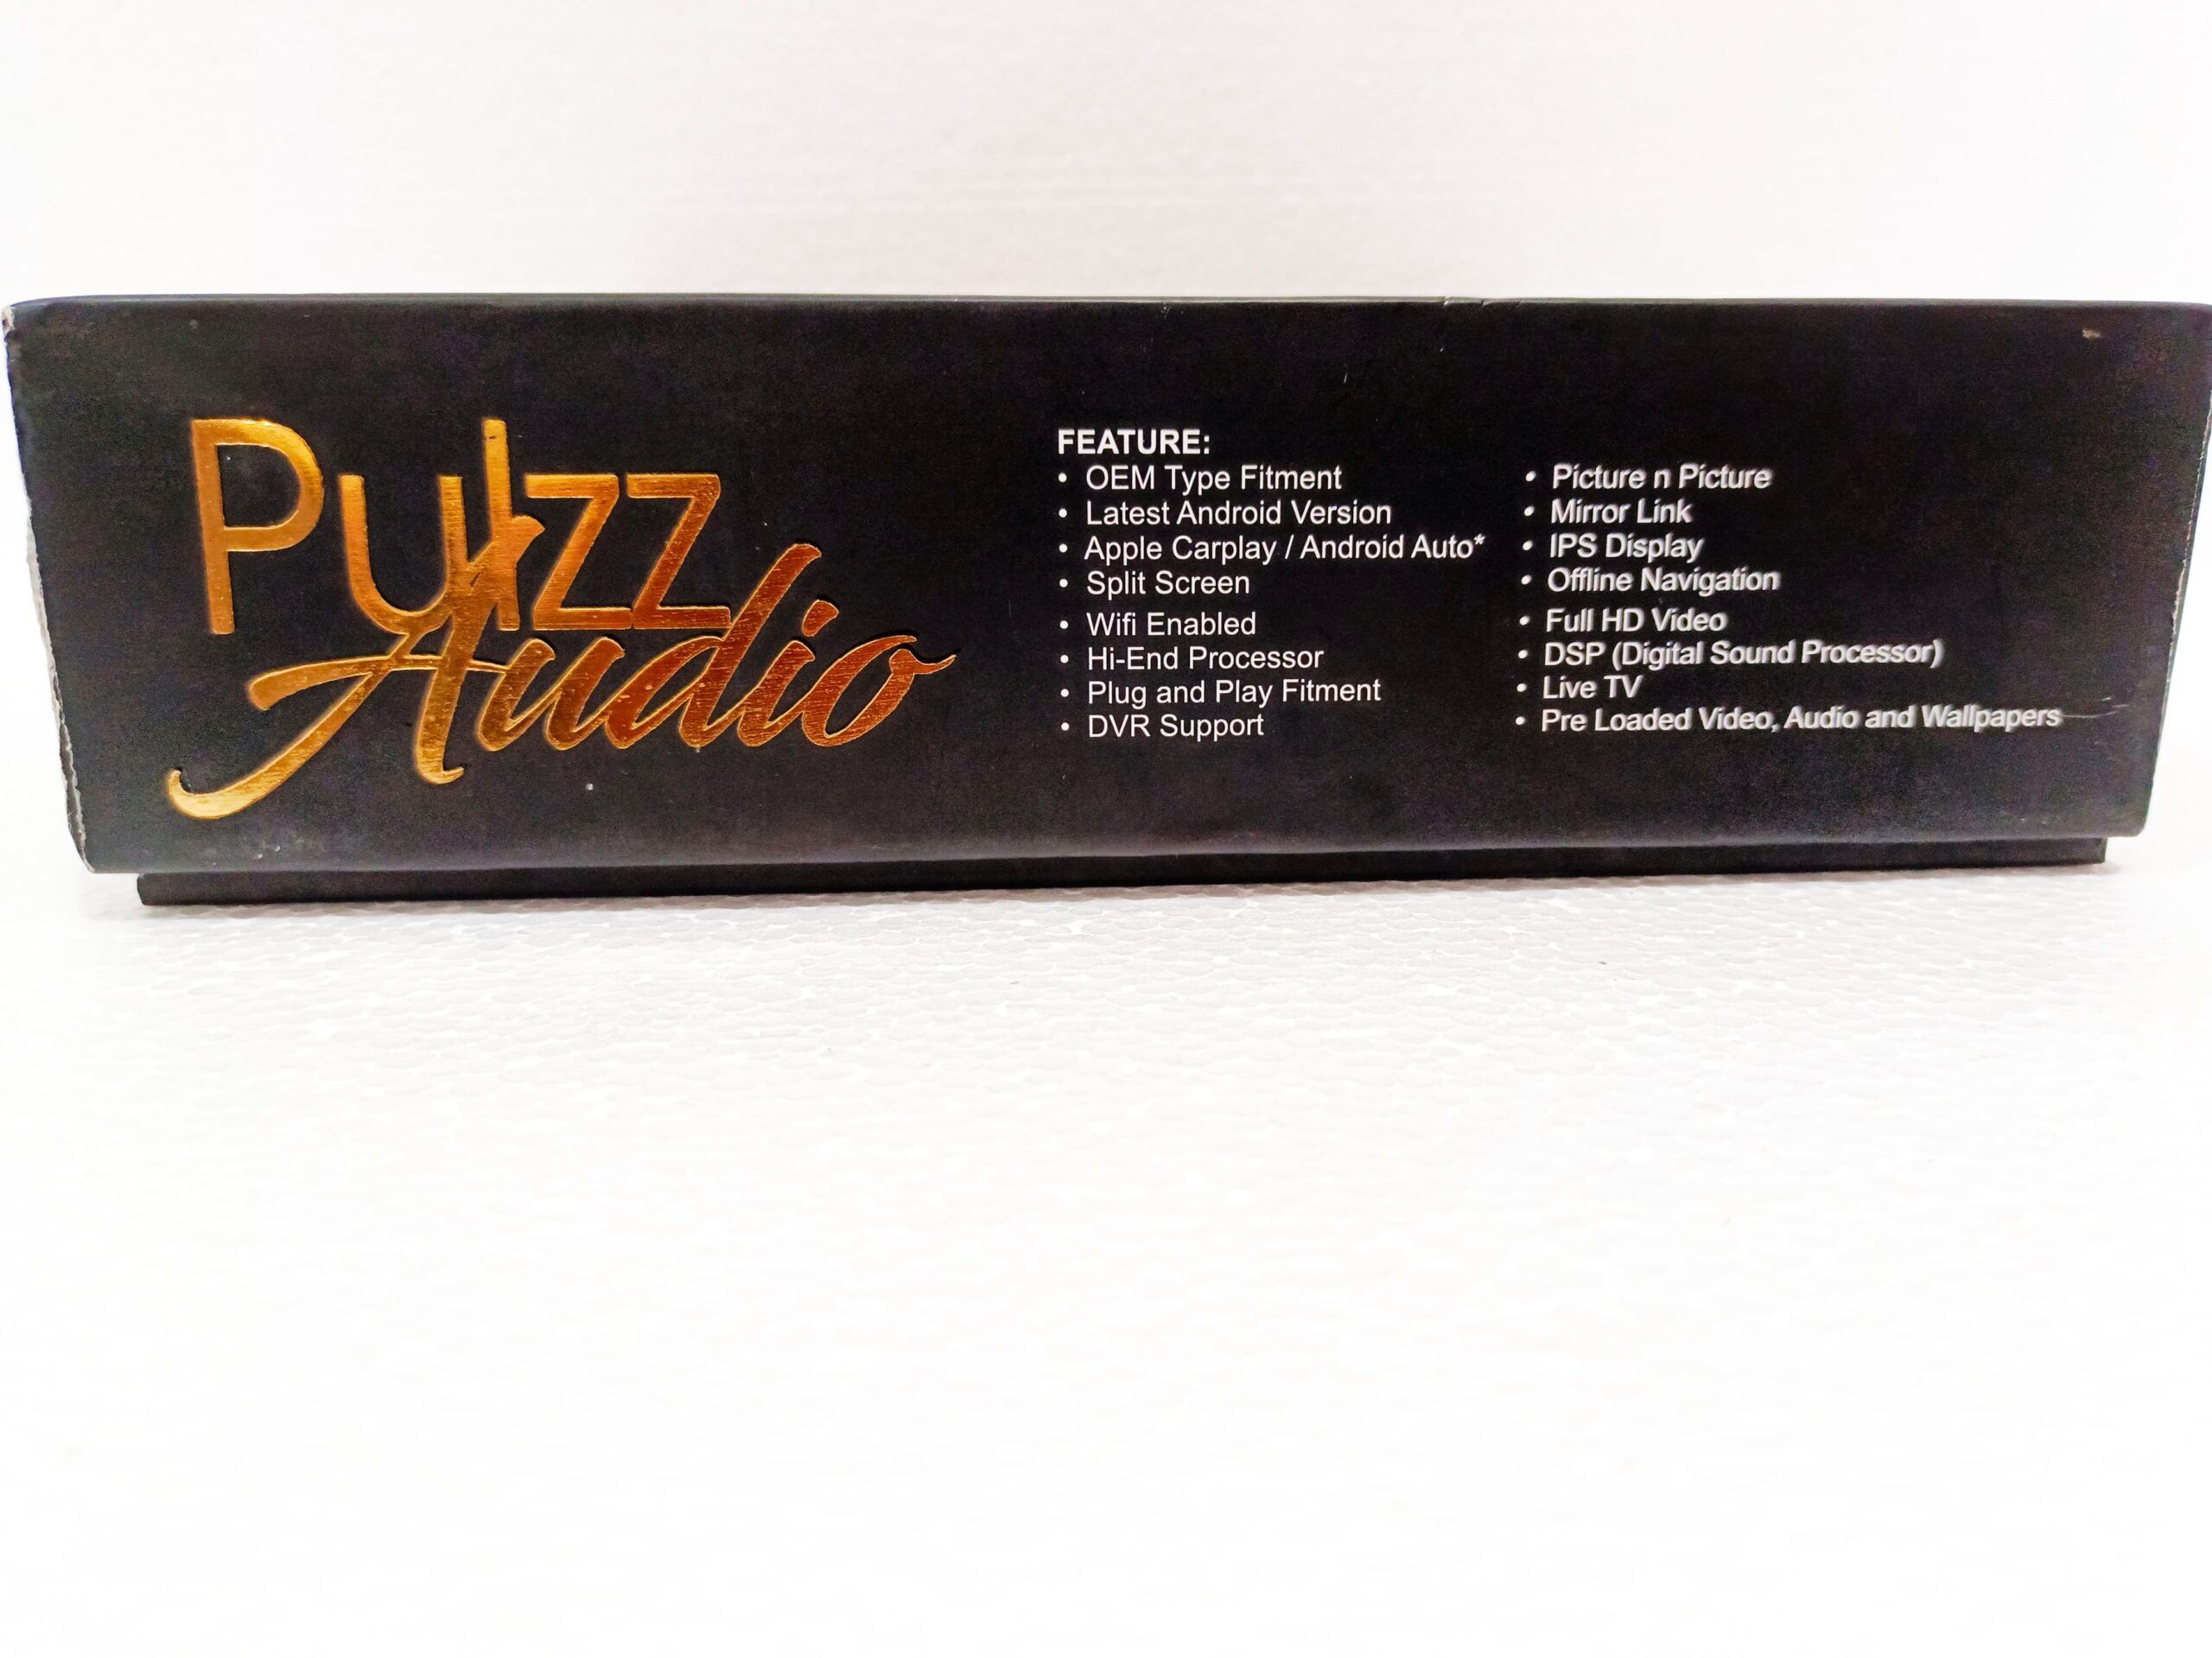 Pulzz
Audio
FEATURE:
• OEM Type Fitment
• Latest Android Version
• Apple Carplay / Android Auto*
• Split Screen
• Wifi Enabled
• Hi-End Processor
• Plug and Play Fitment
• DVR Support
• Picture n Picture
• Mirror Link
• IPS Display
• Offline Navigation
• Full HD Video
• DSP (Digital Sound Processor)
• Live TV
• Pre Loaded Video, Audio and Wallpapers